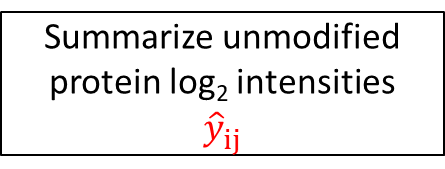 Summarize unmodified
protein log₂ intensities
ŷᵢⱼ